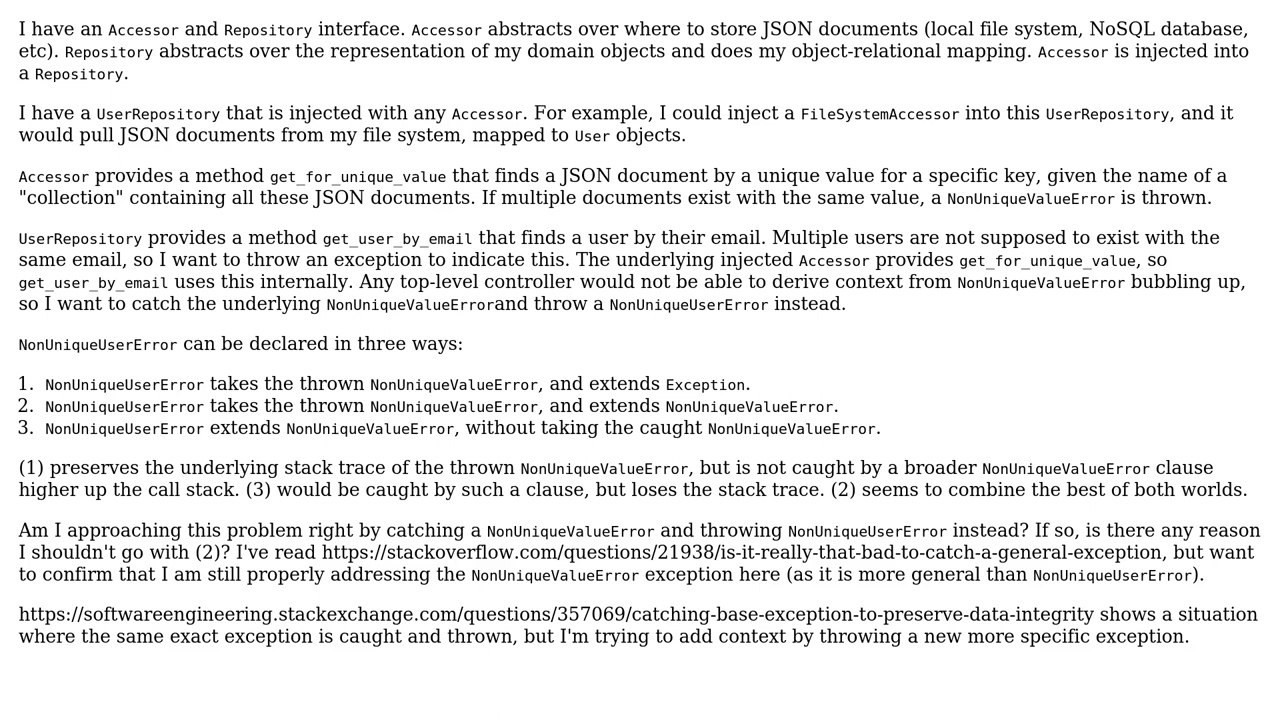 I have an Accessor and Repository interface. Accessor abstracts over where to store JSON documents (local file system, NoSQL database,
etc). Repository abstracts over the representation of my domain objects and does my object-relational mapping. Accessor is injected into
a Repository.
I have a UserRepository that is injected with any Accessor. For example, I could inject a FileSystemAccessor into this UserRepository, and it
would pull JSON documents from my file system, mapped to User objects.
Accessor provides a method get_for_unique_value that finds a JSON document by a unique value for a specific key, given the name of a
"collection" containing all these JSON documents. If multiple documents exist with the same value, a NonUniqueValueError is thrown.
UserRepository provides a method get_user_by_email that finds a user by their email. Multiple users are not supposed to exist with the
same email, so I want to throw an exception to indicate this. The underlying injected Accessor provides get_for_unique_value, so
get_user_by_email uses this internally. Any top-level controller would not be able to derive context from NonUniqueValueError bubbling up,
so I want to catch the underlying NonUniqueValueErrorand throw a NonUniqueUserError instead.
NonUniqueUserError can be declared in three ways:
1. NonUniqueUserError takes the thrown NonUniqueValueError, and extends Exception.
2. NonUniqueUserError takes the thrown NonUniqueValueError, and extends NonUniqueValueError.
3. NonUniqueUserError extends NonUniqueValueError, without taking the caught NonUniqueValueError.
(1) preserves the underlying stack trace of the thrown NonUniqueValueError, but is not caught by a broader NonUniqueValueError clause
higher up the call stack. (3) would be caught by such a clause, but loses the stack trace. (2) seems to combine the best of both worlds.
Am I approaching this problem right by catching a NonUniqueValueError and throwing NonUniqueUserError instead? If so, is there any reason
I shouldn't go with (2)? I've read https://stackoverflow.com/questions/21938/is-it-really-that-bad-to-catch-a-general-exception, but want
to confirm that I am still properly addressing the NonUniqueValueError exception here (as it is more general than NonUniqueUserError).
https://softwareengineering.stackexchange.com/questions/357069/catching-base-exception-to-preserve-data-integrity shows a situation
where the same exact exception is caught and thrown, but I'm trying to add context by throwing a new more specific exception.